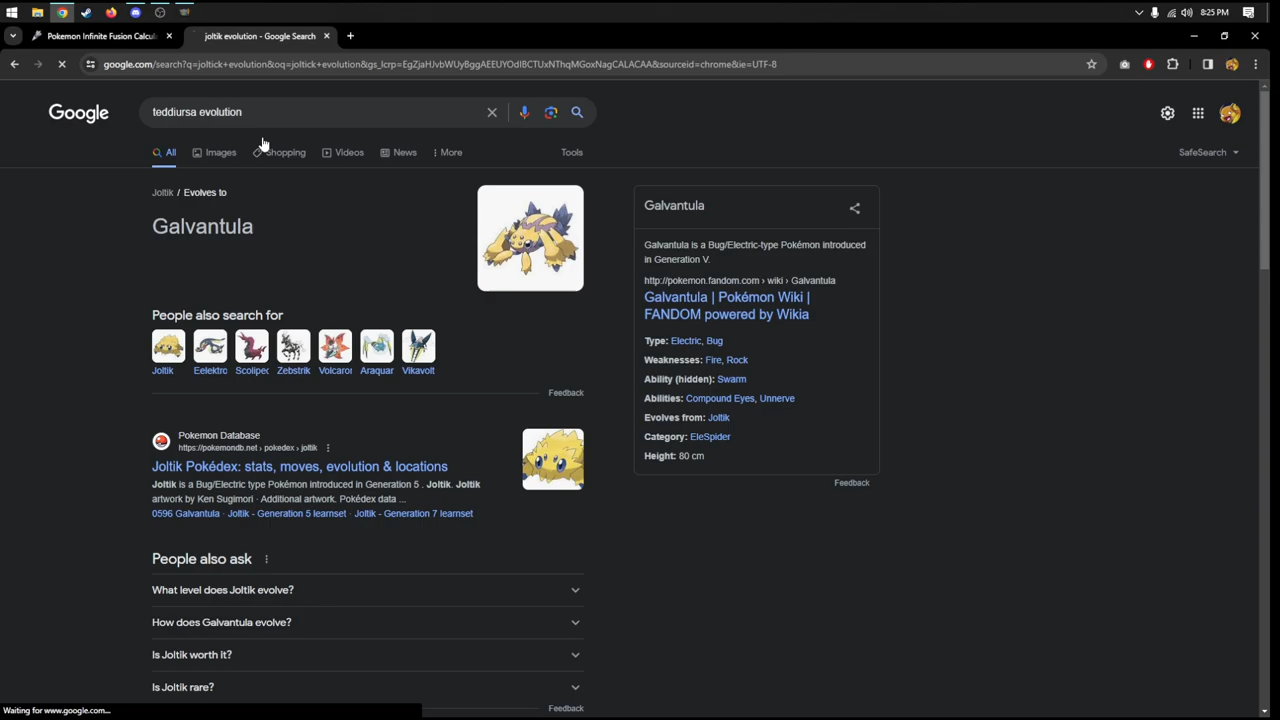 8:25 PM
Pokemon Infinite Fusion Calcul
joltik evolution - Google Search
google.com/search?q=joltick+evolution&oq=joltick+evolution&gs_lcrp=EgZjaHJvbWUyBggAEEUYOdIBCTUxNThqMGoxNagCALACAA&sourceid=chrome&ie=UTF-8
Google
teddiursa evolution
All
Images
Shopping
Videos
News
More
Tools
SafeSearch
Joltik / Evolves to
Galvantula
People also search for
Joltik
Eelektro
Scolipec
Zebstrik
Volcaror
Araquar
Vikavolt
Feedback
Pokemon Database
https://pokemondb.net › pokedex › joltik
Joltik Pokédex: stats, moves, evolution & locations
Joltik is a Bug/Electric type Pokémon introduced in Generation 5 . Joltik. Joltik
artwork by Ken Sugimori · Additional artwork. Pokédex data ...
0596 Galvantula · Joltik - Generation 5 learnset · Joltik - Generation 7 learnset
People also ask
What level does Joltik evolve?
How does Galvantula evolve?
Is Joltik worth it?
Is Joltik rare?
Feedback
Galvantula
Galvantula is a Bug/Electric-type Pokémon introduced
in Generation V.
http://pokemon.fandom.com › wiki › Galvantula
Galvantula | Pokémon Wiki |
FANDOM powered by Wikia
Type: Electric, Bug
Weaknesses: Fire, Rock
Ability (hidden): Swarm
Abilities: Compound Eyes, Unnerve
Evolves from: Joltik
Category: EleSpider
Height: 80 cm
Feedback
Waiting for www.google.com...